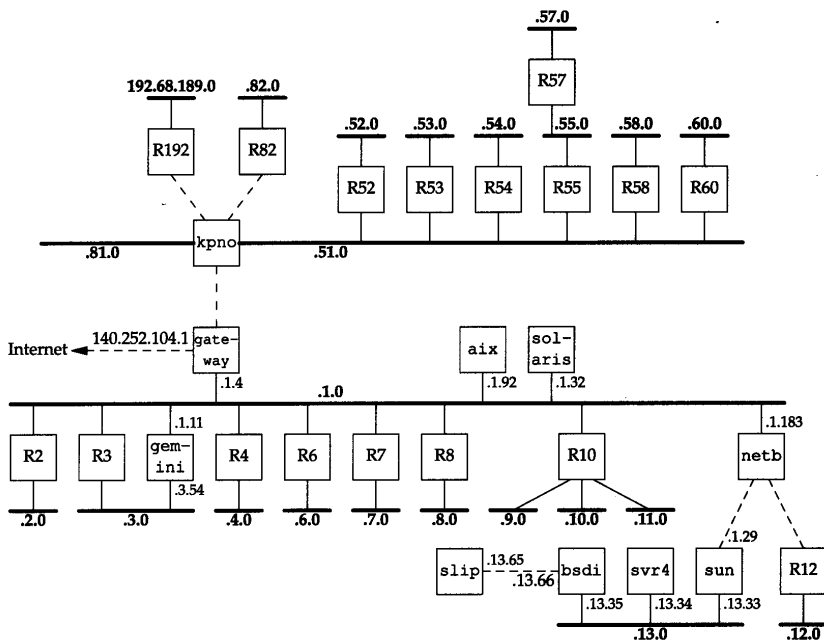 .57.0
R57
192.68.189.0
.82.0
R192
R82
.52.0
.53.0
.54.0
.55.0
.58.0
.60.0
R52
R53
R54
R55
R58
R60
kpno
.81.0
.51.0
Internet
140.252.104.1
gate-
way
aix
sol-
aris
.1.4
.1.0
.1.92
.1.32
.1.11
.1.183
R2
R3
gem-
ini
R4
R6
R7
R8
R10
netb
.3.54
.2.0
.3.0
.4.0
.6.0
.7.0
.8.0
.9.0
.10.0
.11.0
.1.29
slip
.13.65
.13.66
bsdi
svr4
sun
R12
.13.35
.13.34
.13.33
.13.0
.12.0